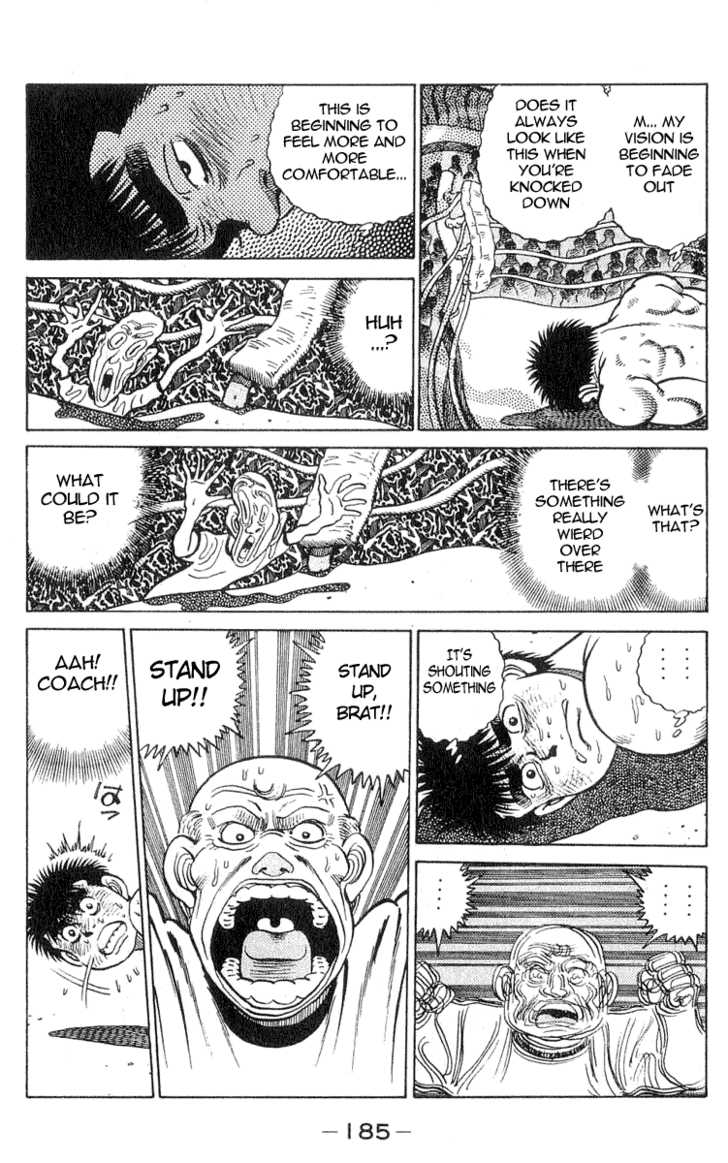 M... MY
VISION IS
BEGINNING
TO FADE
OUT
DOES IT
ALWAYS
LOOK LIKE
THIS WHEN
YOU'RE
KNOCKED
DOWN
THIS IS
BEGINNING TO
FEEL MORE AND
MORE
COMFORTABLE...
HUH
...?
WHAT'S
THAT?
THERE'S
SOMETHING
REALLY
WIERD
OVER
THERE
WHAT
COULD IT
BE?
...
...
IT'S
SHOUTING
SOMETHING
...
...
...
...
STAND
UP,
BRAT!!
STAND
UP!!
AAH!
COACH!!
はっ
-185-